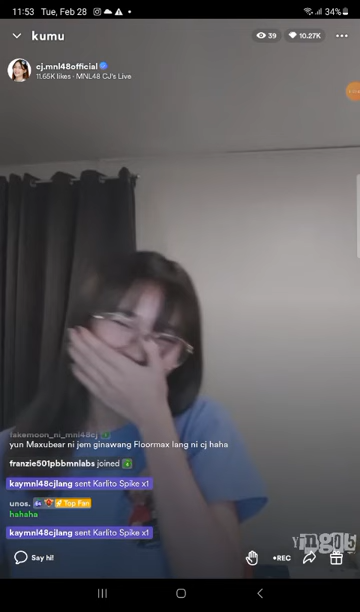 11:53 Tue, Feb 28
34%
kumu
39
10.27K
cj.mnl48official
11.65K likes • MNL48 CJ's Live
fakemoon_ni_mnl48cj
yun Maxubear ni jem ginawang Floormax lang ni cj haha
franzie501pbbmnlabs joined
kaymnl48cjlang sent Karlito Spike x1
unos. Top Fan
hahaha
kaymnl48cjlang sent Karlito Spike x1
Say hi!
•REC